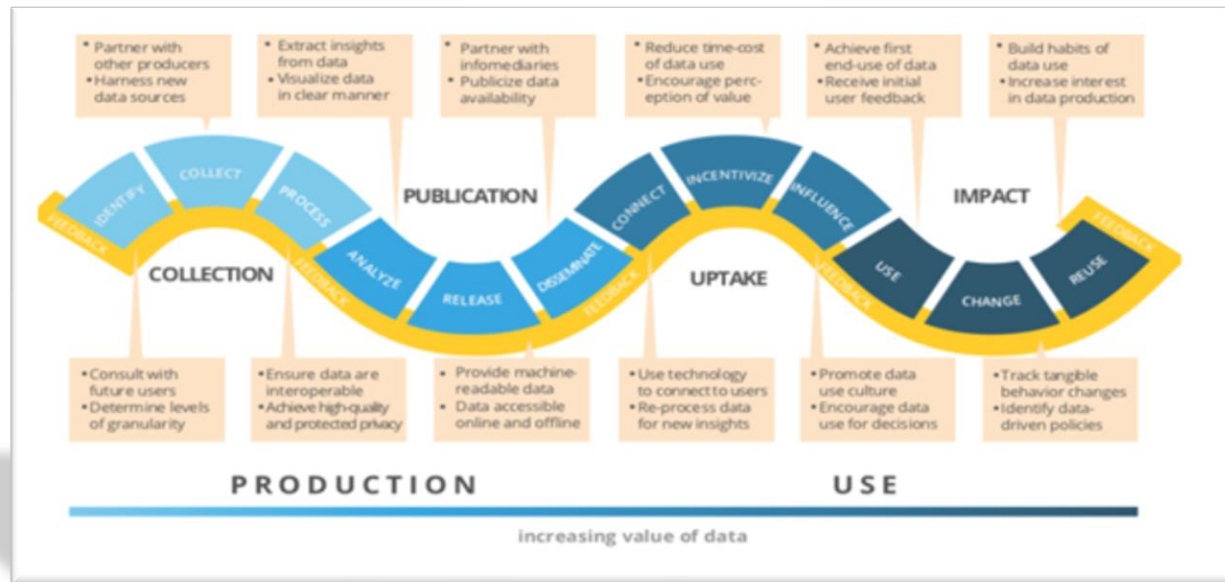 • Partner with
other producers
• Harness new
data sources
• Extract insights
from data
• Visualize data
in clear manner
• Partner with
infomediaries
• Publicize data
availability
• Reduce time-cost
of data use
• Encourage perc-
eption of value
• Achieve first
end-use of data
• Receive initial
user feedback
• Build habits of
data use
• Increase interest
in data production
FEEDBACK
IDENTIFY
COLLECT
PROCESS
COLLECTION
FEEDBACK
PUBLICATION
ANALYZE
RELEASE
DISSEMINATE
FEEDBACK
CONNECT
INCENTIVIZE
INFLUENCE
UPTAKE
FEEDBACK
IMPACT
USE
CHANGE
REUSE
FEEDBACK
• Consult with
future users
• Determine levels
of granularity
• Ensure data are
interoperable
• Achieve high-quality
and protected privacy
• Provide machine-
readable data
• Data accessible
online and offline
• Use technology
to connect to users
• Re-process data
for new insights
• Promote data
use culture
• Encourage data
use for decisions
• Track tangible
behavior changes
• Identify data-
driven policies
PRODUCTION
USE
increasing value of data